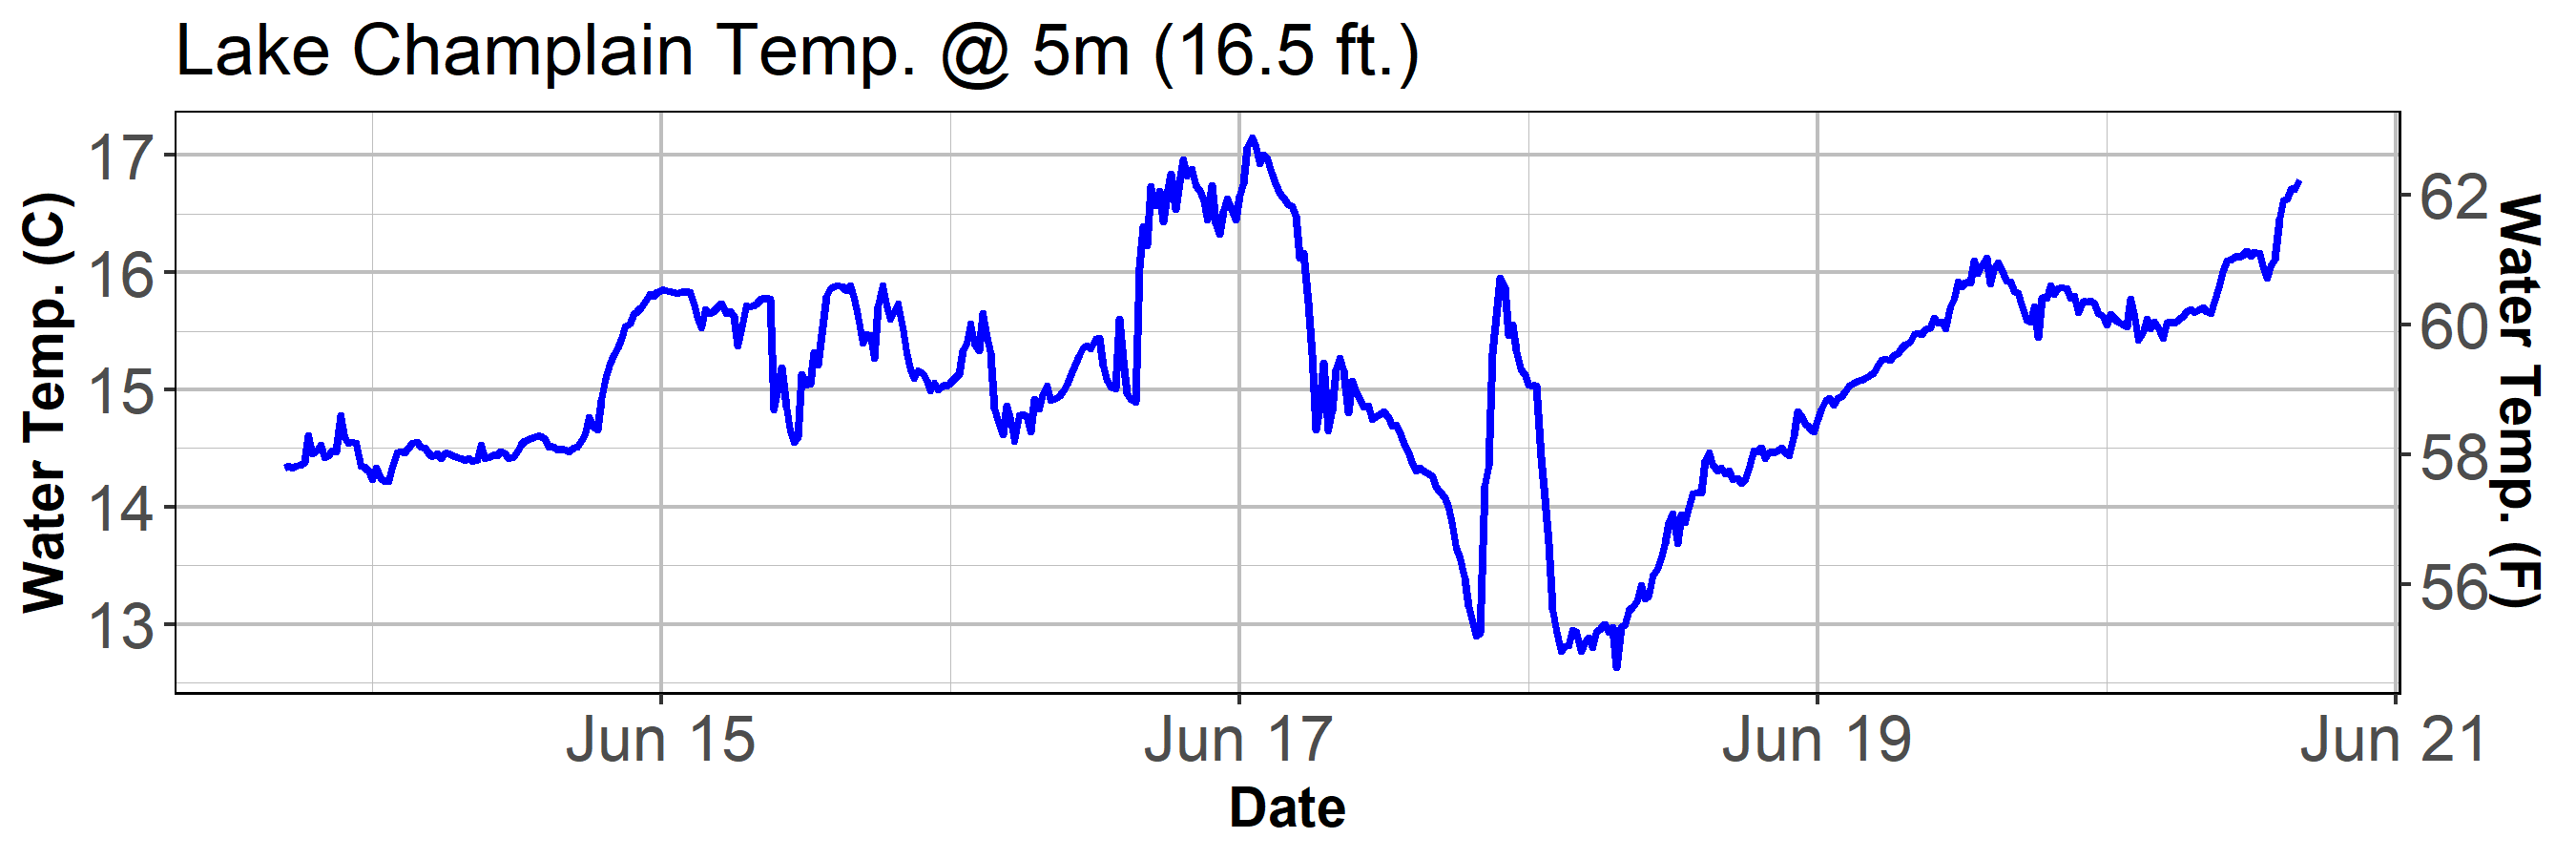 Lake Champlain Temp. @ 5m (16.5 ft.)
Water Temp. (C)
17
16
15
14
13
62
60
58
56
Water Temp. (F)
Jun 15 Jun 17 Jun 19 Jun 21
Date